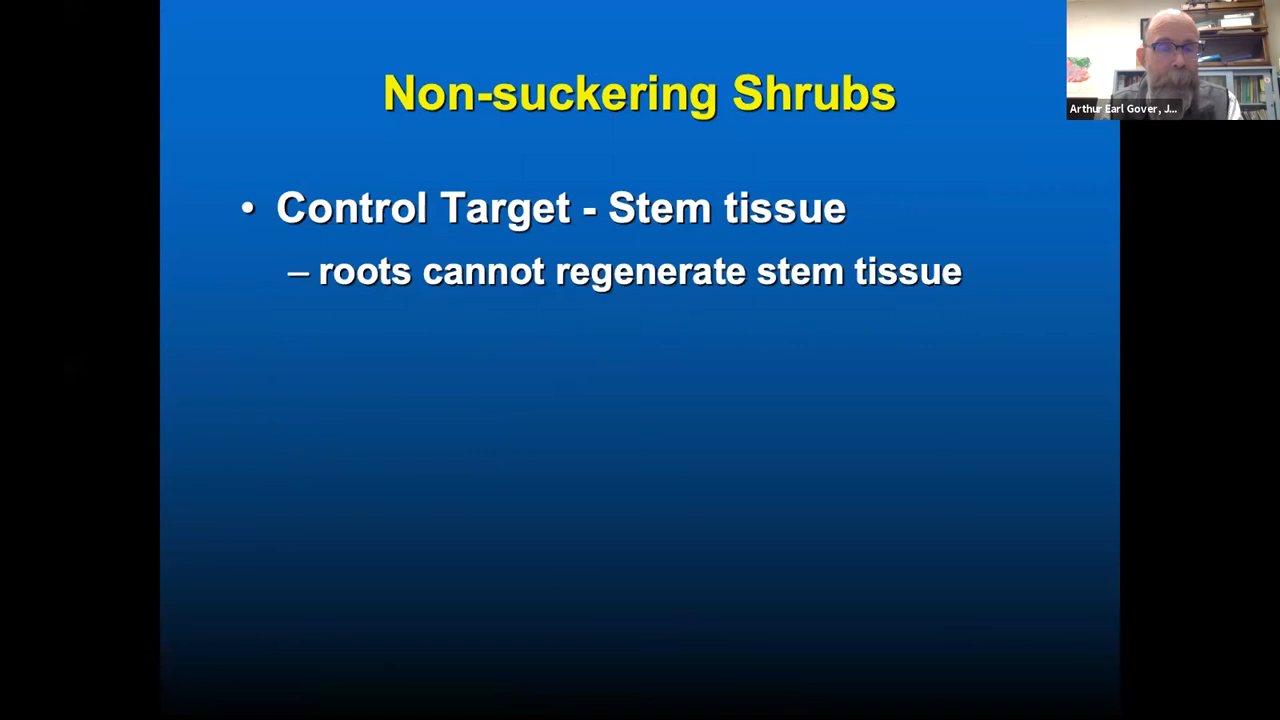 Non-suckering Shrubs
Arthur Earl Gover, J...
• Control Target - Stem tissue
– roots cannot regenerate stem tissue